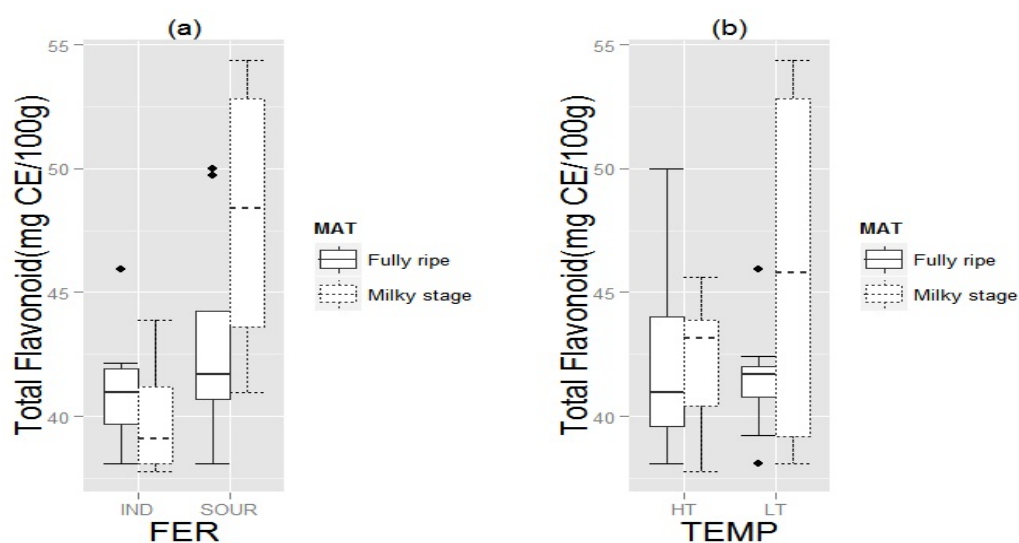 (a)
Total Flavonoid(mg CE/100g)
55
50
45
40
IND SOUR
FER
MAT
Fully ripe
Milky stage
(b)
Total Flavonoid(mg CE/100g)
55
50
45
40
HT LT
TEMP
MAT
Fully ripe
Milky stage